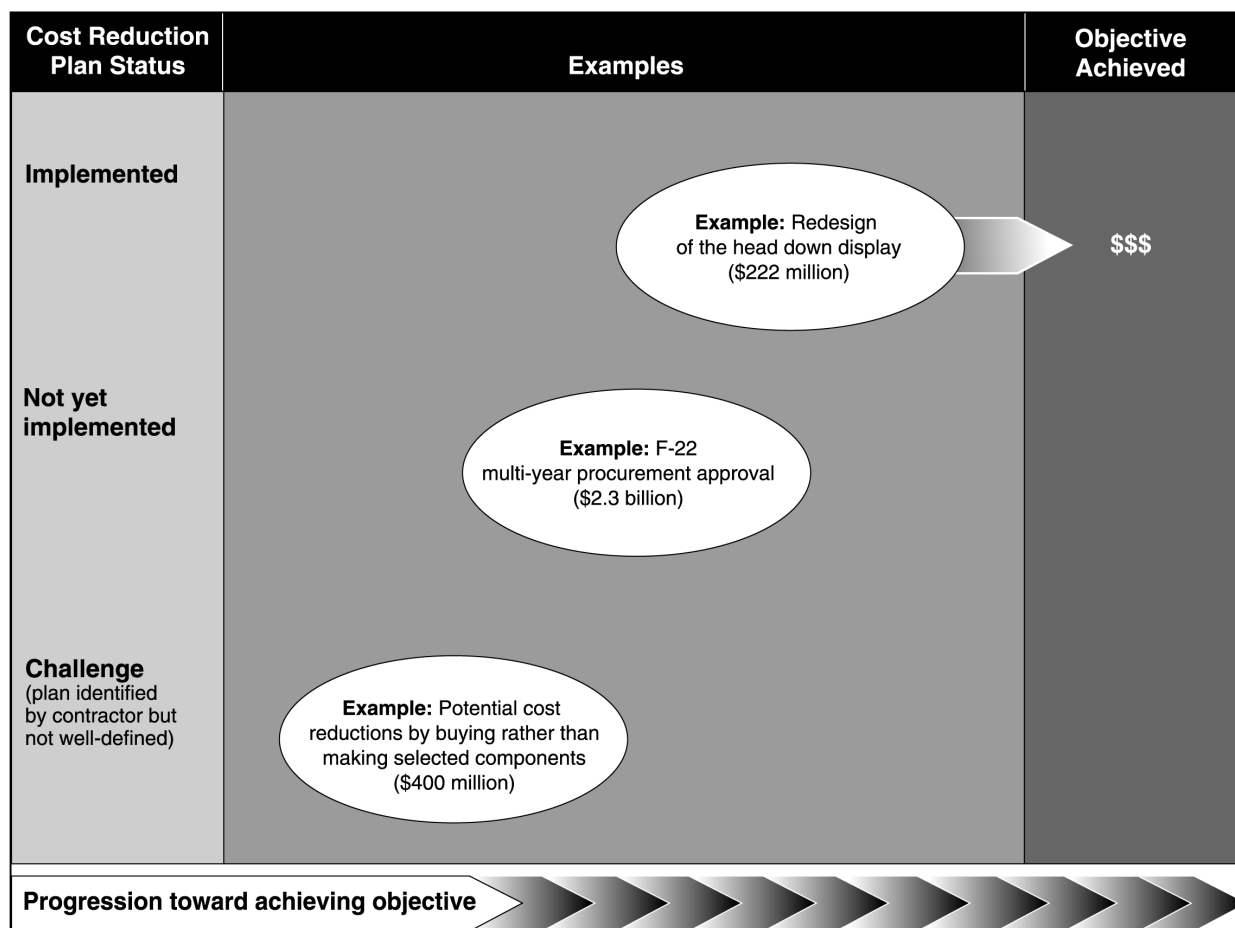 Cost Reduction
Plan Status
Examples
Objective
Achieved
Implemented
Example: Redesign
of the head down display
($222 million)
$$$
Not yet
implemented
Example: F-22
multi-year procurement approval
($2.3 billion)
Challenge
(plan identified
by contractor but
not well-defined)
Example: Potential cost
reductions by buying rather than
making selected components
($400 million)
Progression toward achieving objective